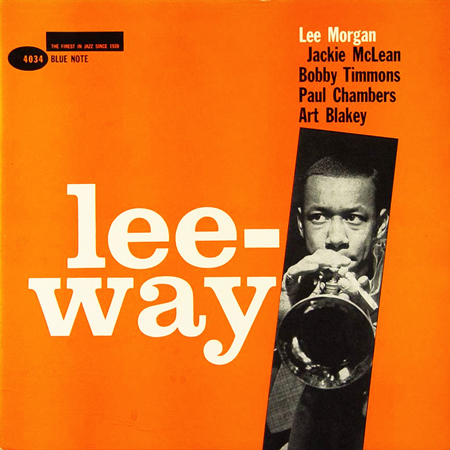 THE FINEST IN JAZZ SINCE 1939
4034 BLUE NOTE
Lee Morgan
Jackie McLean
Bobby Timmons
Paul Chambers
Art Blakey
lee-
way